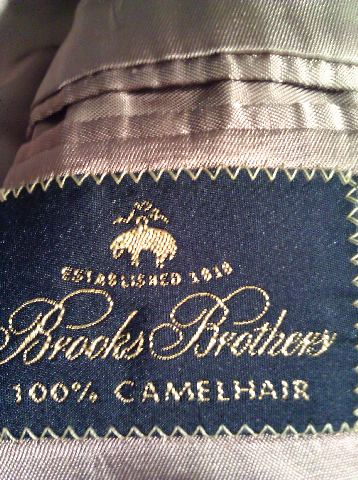 ESTABLISHED 1818
Brooks Brothers
100% CAMELHAIR